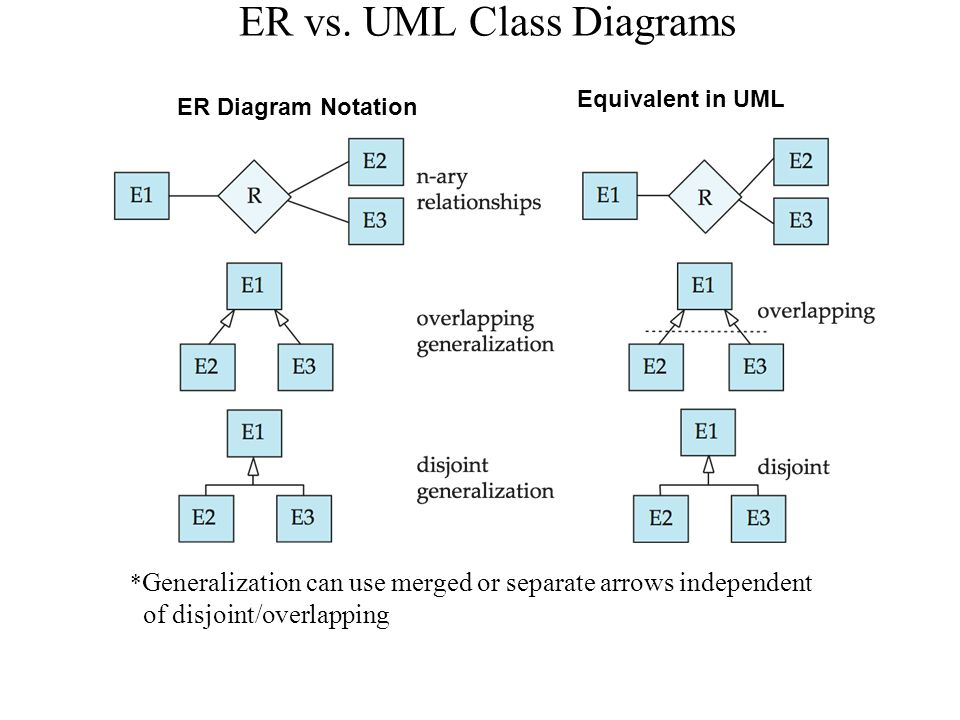 ER vs. UML Class Diagrams
ER Diagram Notation
Equivalent in UML
E1
R
E2
E3
n-ary
relationships
E1
R
E2
E3
E1
E2
E3
overlapping
generalization
E1
overlapping
E2
E3
E1
E2
E3
disjoint
generalization
E1
disjoint
E2
E3
*Generalization can use merged or separate arrows independent
of disjoint/overlapping